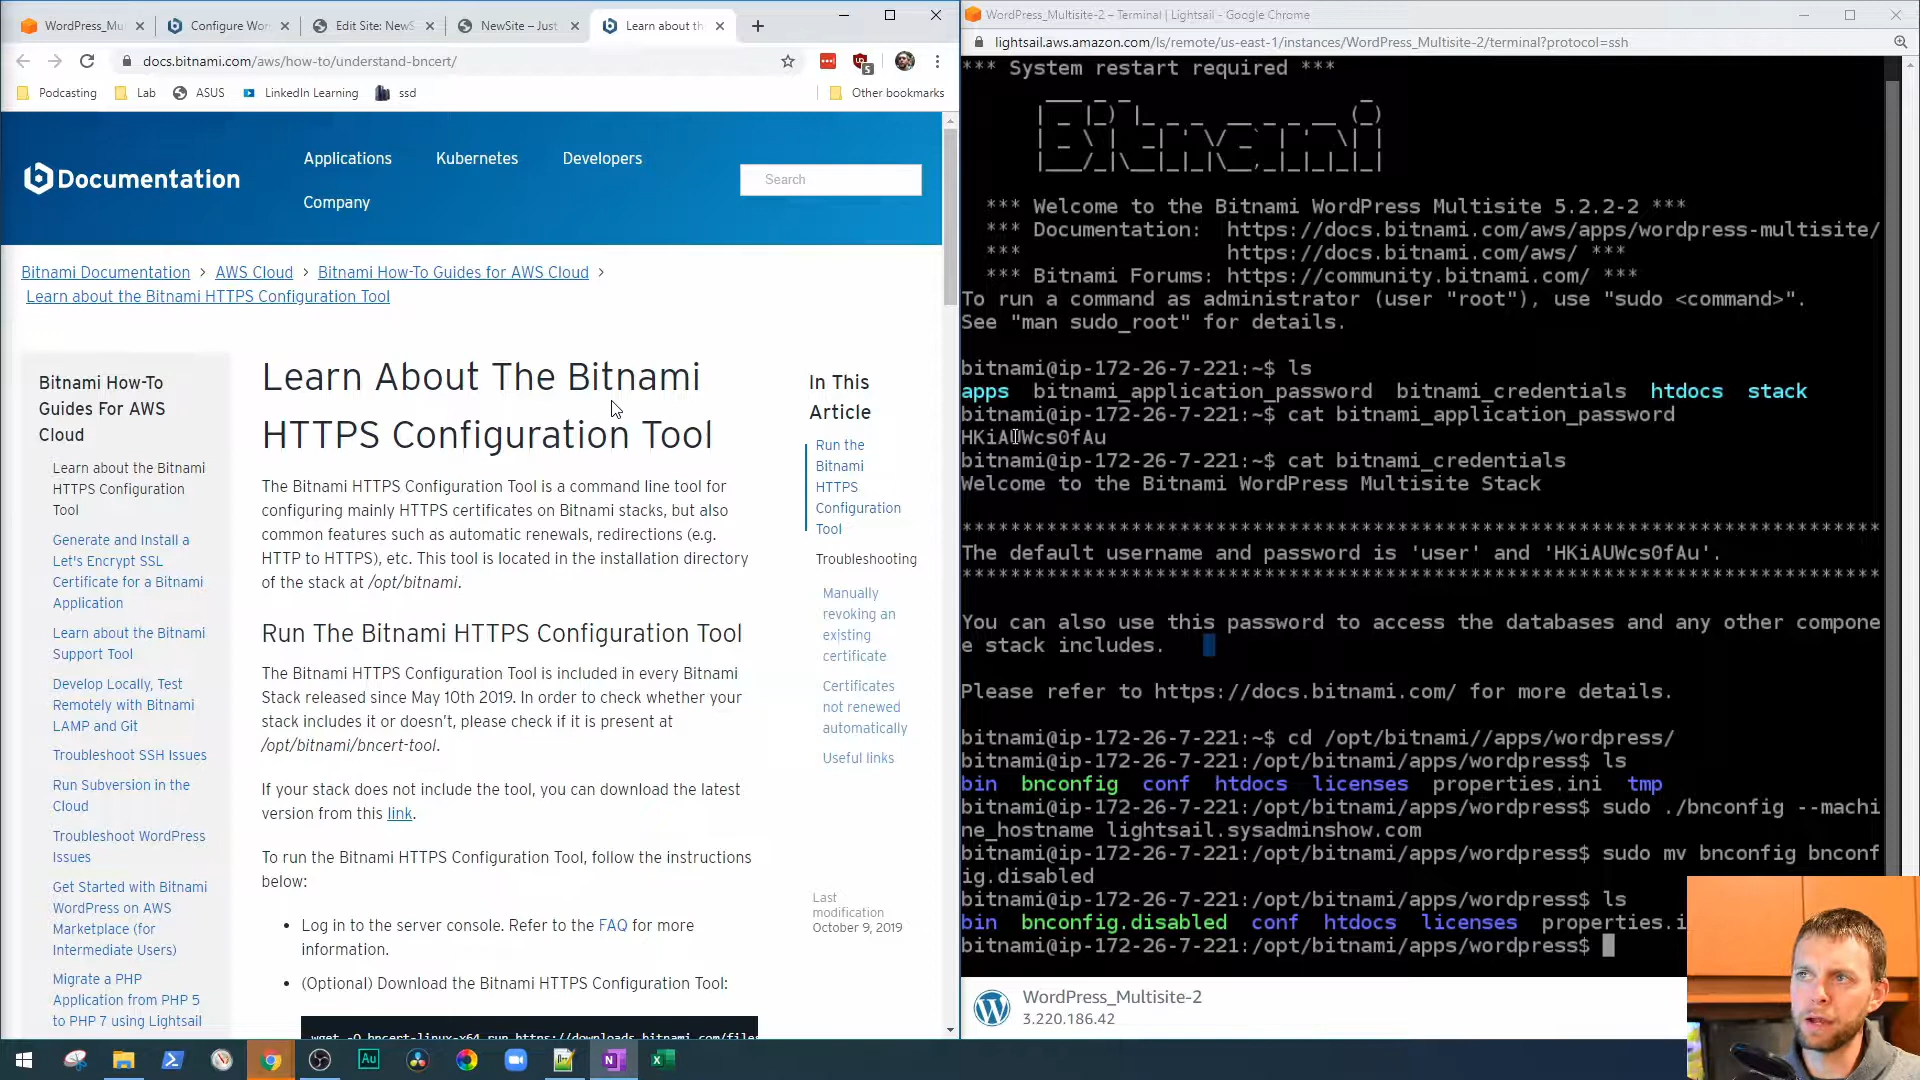 WordPress_Mu
Configure Wor
Edit Site: NewS
NewSite – Just
Learn about th
docs.bitnami.com/aws/how-to/understand-bncert/
Podcasting
Lab
ASUS
LinkedIn Learning
ssd
Other bookmarks
Documentation
Applications
Kubernetes
Developers
Company
Search
Bitnami Documentation > AWS Cloud > Bitnami How-To Guides for AWS Cloud >
Learn about the Bitnami HTTPS Configuration Tool
Bitnami How-To
Guides For AWS
Cloud
Learn about the Bitnami
HTTPS Configuration
Tool
Generate and Install a
Let's Encrypt SSL
Certificate for a Bitnami
Application
Learn about the Bitnami
Support Tool
Develop Locally, Test
Remotely with Bitnami
LAMP and Git
Troubleshoot SSH Issues
Run Subversion in the
Cloud
Troubleshoot WordPress
Issues
Get Started with Bitnami
WordPress on AWS
Marketplace (for
Intermediate Users)
Migrate a PHP
Application from PHP 5
to PHP 7 using Lightsail
Learn About The Bitnami
HTTPS Configuration Tool
The Bitnami HTTPS Configuration Tool is a command line tool for
configuring mainly HTTPS certificates on Bitnami stacks, but also
common features such as automatic renewals, redirections (e.g.
HTTP to HTTPS), etc. This tool is located in the installation directory
of the stack at /opt/bitnami.
Run The Bitnami HTTPS Configuration Tool
The Bitnami HTTPS Configuration Tool is included in every Bitnami
Stack released since May 10th 2019. In order to check whether your
stack includes it or doesn't, please check if it is present at
/opt/bitnami/bncert-tool.
If your stack does not include the tool, you can download the latest
version from this link.
To run the Bitnami HTTPS Configuration Tool, follow the instructions
below:
• Log in to the server console. Refer to the FAQ for more
information.
• (Optional) Download the Bitnami HTTPS Configuration Tool:
wget -O bncert-linux-x64.run https://downloads.bitnami.com/file
In This
Article
Run the
Bitnami
HTTPS
Configuration
Tool
Troubleshooting
Manually
revoking an
existing
certificate
Certificates
not renewed
automatically
Useful links
Last
modification
October 9, 2019
WordPress_Multisite-2 – Terminal | Lightsail - Google Chrome
lightsail.aws.amazon.com/ls/remote/us-east-1/instances/WordPress_Multisite-2/terminal?protocol=ssh
*** System restart required ***
Bitnami
*** Welcome to the Bitnami WordPress Multisite 5.2.2-2 ***
*** Documentation: https://docs.bitnami.com/aws/apps/wordpress-multisite/
*** https://docs.bitnami.com/aws/ ***
*** Bitnami Forums: https://community.bitnami.com/ ***
To run a command as administrator (user "root"), use "sudo <command>".
See "man sudo_root" for details.
bitnami@ip-172-26-7-221:~$ ls
apps bitnami_application_password bitnami_credentials htdocs stack
bitnami@ip-172-26-7-221:~$ cat bitnami_application_password
HKiAUWcs0fAu
bitnami@ip-172-26-7-221:~$ cat bitnami_credentials
Welcome to the Bitnami WordPress Multisite Stack
****************************************************************************
The default username and password is 'user' and 'HKiAUWcs0fAu'.
****************************************************************************
You can also use this password to access the databases and any other compone
e stack includes.
Please refer to https://docs.bitnami.com/ for more details.
bitnami@ip-172-26-7-221:~$ cd /opt/bitnami//apps/wordpress/
bitnami@ip-172-26-7-221:/opt/bitnami/apps/wordpress$ ls
bin bnconfig conf htdocs licenses properties.ini tmp
bitnami@ip-172-26-7-221:/opt/bitnami/apps/wordpress$ sudo ./bnconfig --machi
ne_hostname lightsail.sysadminshow.com
bitnami@ip-172-26-7-221:/opt/bitnami/apps/wordpress$ sudo mv bnconfig bnconf
ig.disabled
bitnami@ip-172-26-7-221:/opt/bitnami/apps/wordpress$ ls
bin bnconfig.disabled conf htdocs licenses properties.i
bitnami@ip-172-26-7-221:/opt/bitnami/apps/wordpress$
WordPress_Multisite-2
3.220.186.42
Au